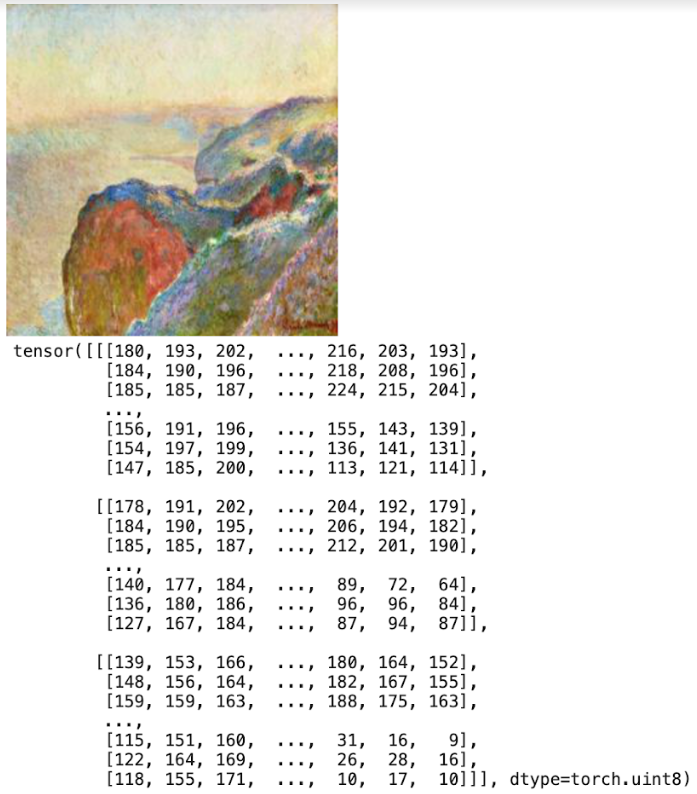 tensor([[[180, 193, 202,  ..., 216, 203, 193],
         [184, 190, 196,  ..., 218, 208, 196],
         [185, 185, 187,  ..., 224, 215, 204],
         ...,
         [156, 191, 196,  ..., 155, 143, 139],
         [154, 197, 199,  ..., 136, 141, 131],
         [147, 185, 200,  ..., 113, 121, 114]],

        [[178, 191, 202,  ..., 204, 192, 179],
         [184, 190, 195,  ..., 206, 194, 182],
         [185, 185, 187,  ..., 212, 201, 190],
         ...,
         [140, 177, 184,  ...,  89,  72,  64],
         [136, 180, 186,  ...,  96,  96,  84],
         [127, 167, 184,  ...,  87,  94,  87]],

        [[139, 153, 166,  ..., 180, 164, 152],
         [148, 156, 164,  ..., 182, 167, 155],
         [159, 159, 163,  ..., 188, 175, 163],
         ...,
         [115, 151, 160,  ...,  31,  16,   9],
         [122, 164, 169,  ...,  26,  28,  16],
         [118, 155, 171,  ...,  10,  17,  10]]], dtype=torch.uint8)